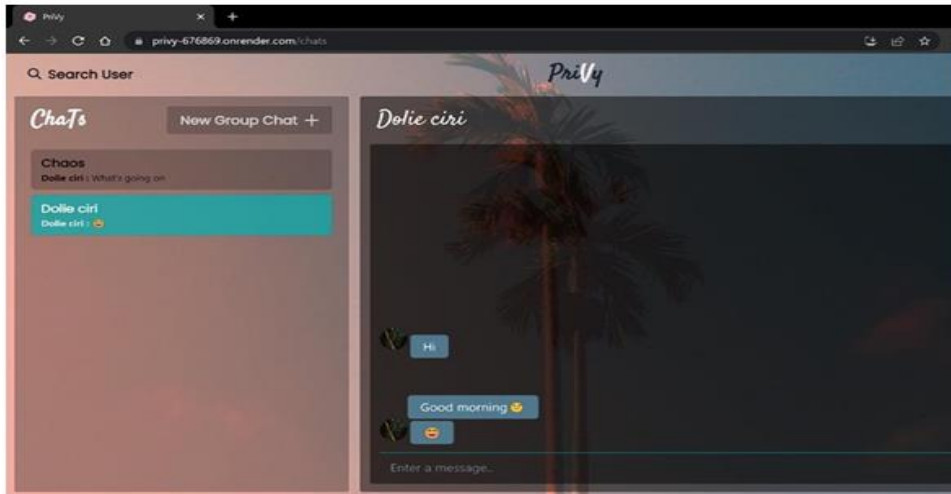 PriVy
privy-676869.onrender.com/chats
Search User
PriVy
ChaTs
New Group Chat +
Dolie ciri
Chaos
Dolie ciri : What's going on
Dolie ciri
Dolie ciri : 😄
Hi
Good morning 😊
😄
Enter a message..